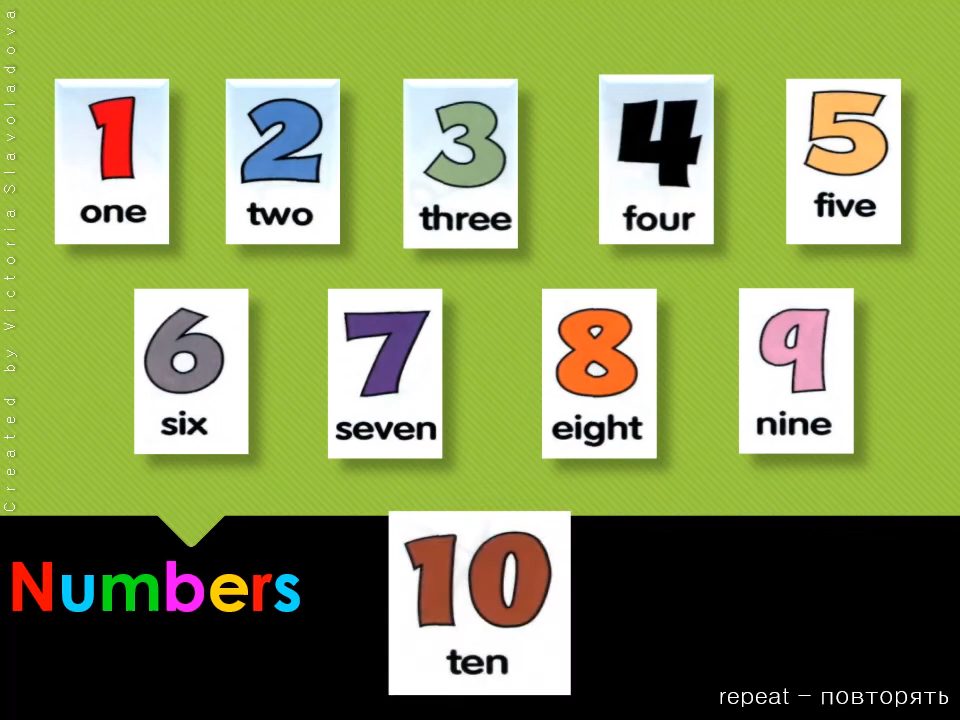 1 2 3 4 5
one two three four five
6 7 8 9
six seven eight nine
10
ten
Numbers
repeat – повторять
Created by Victoria Slavoladova